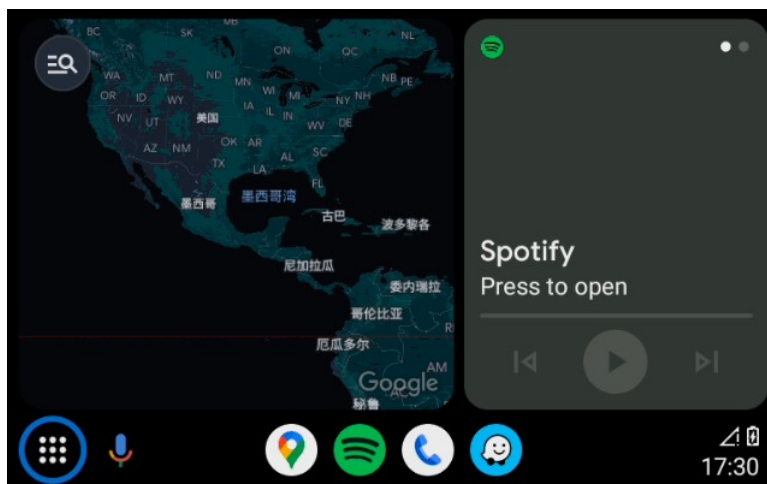 BC
SK
MB
NL
ON
QC
WA
MT
ND
MN
NB
PE
OR
ID
WY
WI
MI
NY
NH
NV
UT
美国
IA
IL
IN
WV
DE
AZ
NM
OK
AR
TX
AL
SC
LA
FL
墨西哥
墨西哥湾
古巴
波多黎各
尼加拉瓜
委内瑞拉
哥伦比亚
厄瓜多尔
AM
AC
秘鲁
Google
Spotify
Press to open
17:30